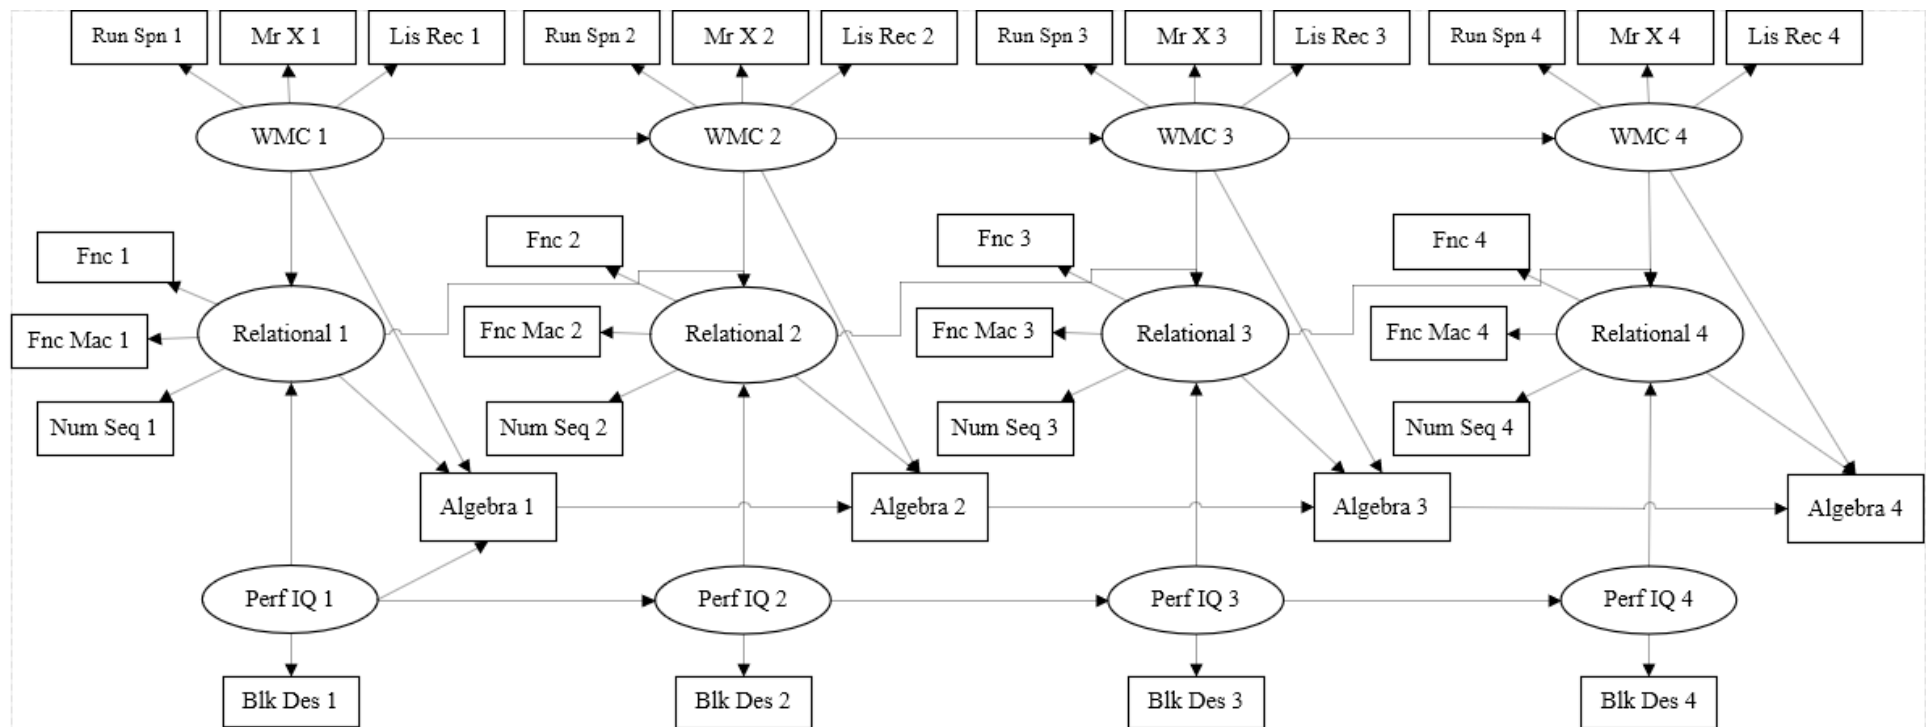 Run Spn 1
Mr X 1
Lis Rec 1
Run Spn 2
Mr X 2
Lis Rec 2
Run Spn 3
Mr X 3
Lis Rec 3
Run Spn 4
Mr X 4
Lis Rec 4
WMC 1
WMC 2
WMC 3
WMC 4
Fnc 1
Fnc 2
Fnc 3
Fnc 4
Fnc Mac 1
Relational 1
Fnc Mac 2
Relational 2
Fnc Mac 3
Relational 3
Fnc Mac 4
Relational 4
Num Seq 1
Num Seq 2
Num Seq 3
Num Seq 4
Algebra 1
Algebra 2
Algebra 3
Algebra 4
Perf IQ 1
Perf IQ 2
Perf IQ 3
Perf IQ 4
Blk Des 1
Blk Des 2
Blk Des 3
Blk Des 4